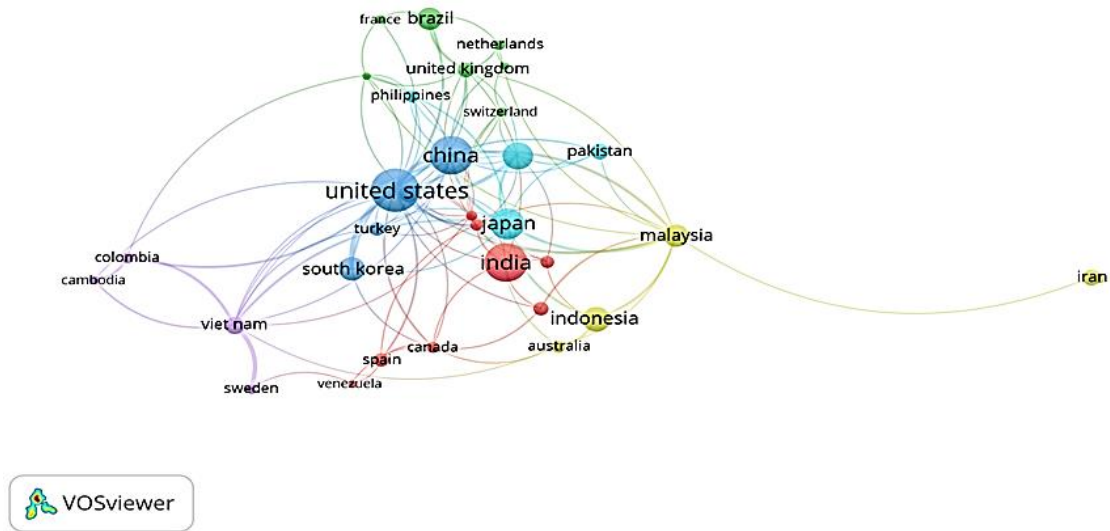 france
brazil
netherlands
united kingdom
philippines
switzerland
china
pakistan
united states
turkey
japan
malaysia
colombia
south korea
india
cambodia
iran
viet nam
indonesia
canada
australia
spain
sweden
venezuela
VOSviewer